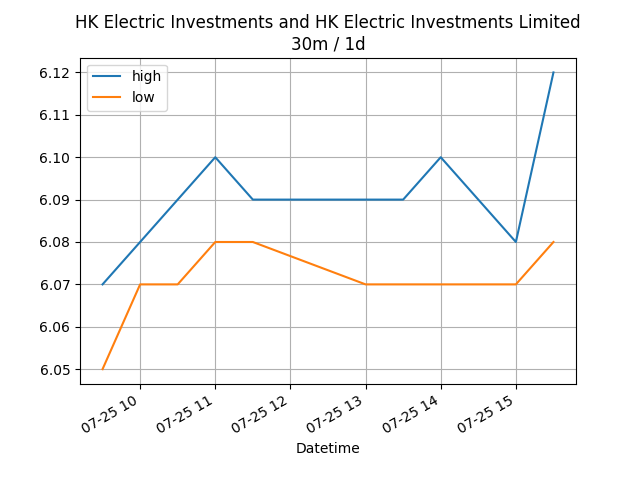 HK Electric Investments and HK Electric Investments Limited
30m / 1d
high
low
6.12
6.11
6.10
6.09
6.08
6.07
6.06
6.05
07-25 10
07-25 11
07-25 12
07-25 13
07-25 14
07-25 15
Datetime